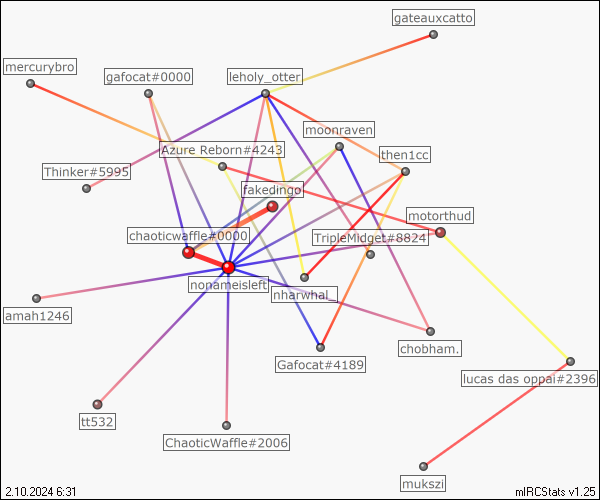 gateauxcatto
mercurybro
gafocat#0000
leholy_otter
moonraven
Azure Reborn#4243
then1cc
Thinker#5995
fakedingo
motorthud
chaoticwaffle#0000
TripleMidget#8824
nonameisleft
nharwhal_
amah1246
chobham.
Gafocat#4189
lucas das oppai#2396
tt532
ChaoticWaffle#2006
mukszi
2.10.2024 6:31
mIRCStats v1.25